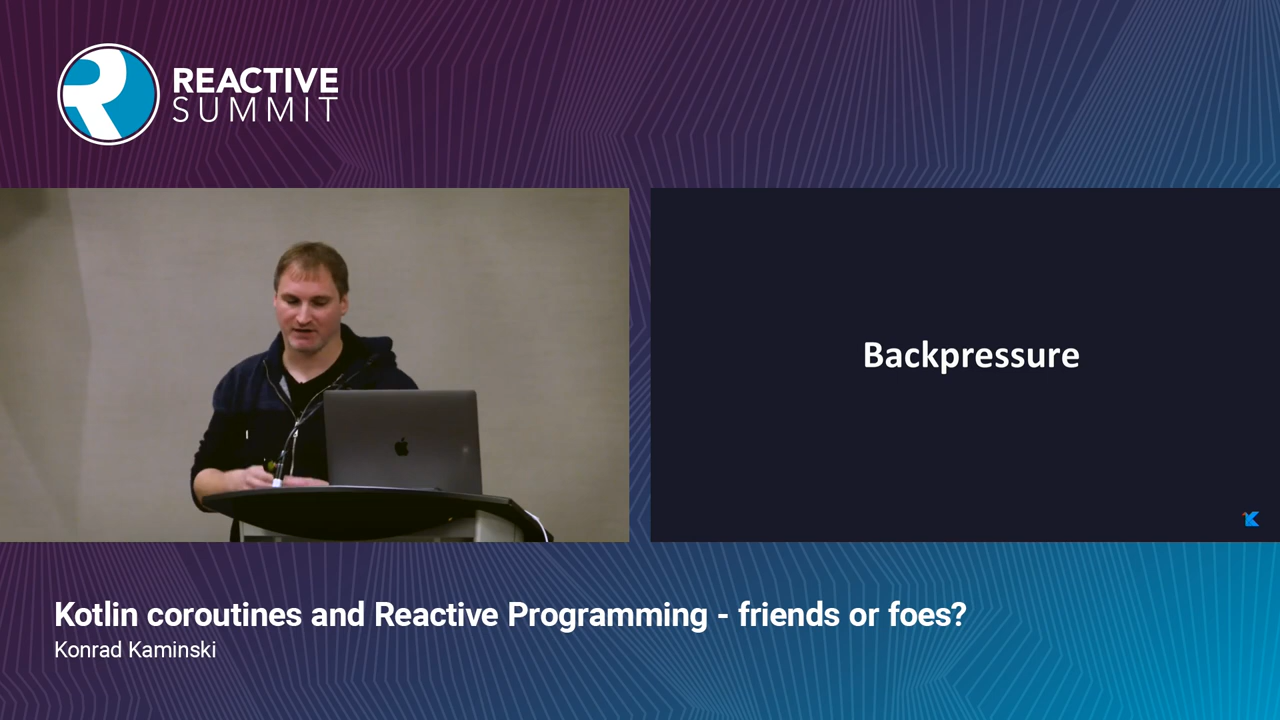 REACTIVE
SUMMIT
Backpressure
Kotlin coroutines and Reactive Programming - friends or foes?
Konrad Kaminski